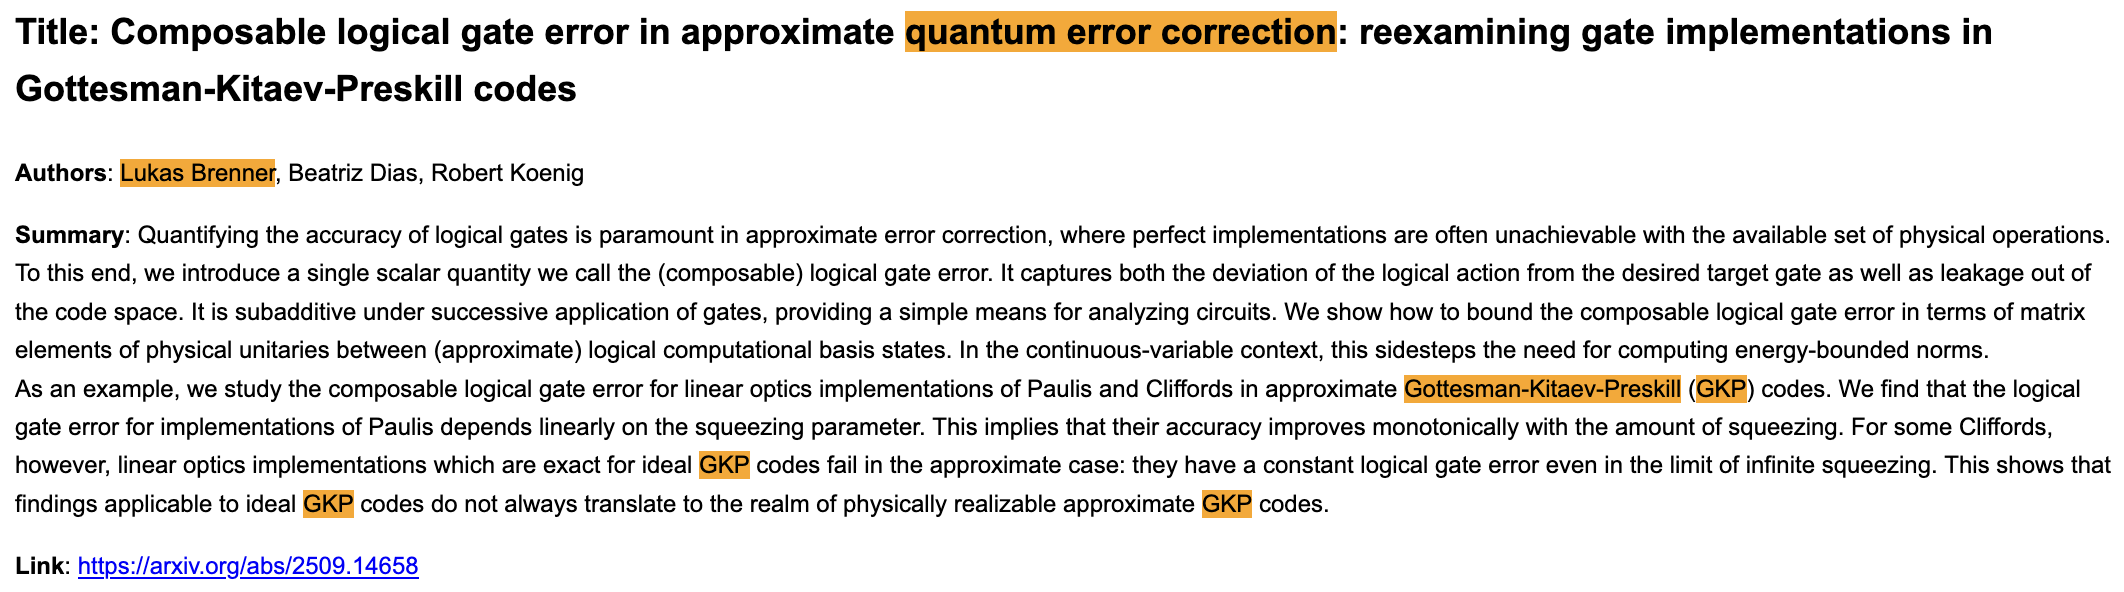 Title: Composable logical gate error in approximate quantum error correction: reexamining gate implementations in
Gottesman-Kitaev-Preskill codes
Authors: Lukas Brenner, Beatriz Dias, Robert Koenig
Summary: Quantifying the accuracy of logical gates is paramount in approximate error correction, where perfect implementations are often unachievable with the available set of physical operations.
To this end, we introduce a single scalar quantity we call the (composable) logical gate error. It captures both the deviation of the logical action from the desired target gate as well as leakage out of
the code space. It is subadditive under successive application of gates, providing a simple means for analyzing circuits. We show how to bound the composable logical gate error in terms of matrix
elements of physical unitaries between (approximate) logical computational basis states. In the continuous-variable context, this sidesteps the need for computing energy-bounded norms.
As an example, we study the composable logical gate error for linear optics implementations of Paulis and Cliffords in approximate Gottesman-Kitaev-Preskill (GKP) codes. We find that the logical
gate error for implementations of Paulis depends linearly on the squeezing parameter. This implies that their accuracy improves monotonically with the amount of squeezing. For some Cliffords,
however, linear optics implementations which are exact for ideal GKP codes fail in the approximate case: they have a constant logical gate error even in the limit of infinite squeezing. This shows that
findings applicable to ideal GKP codes do not always translate to the realm of physically realizable approximate GKP codes.
Link: https://arxiv.org/abs/2509.14658